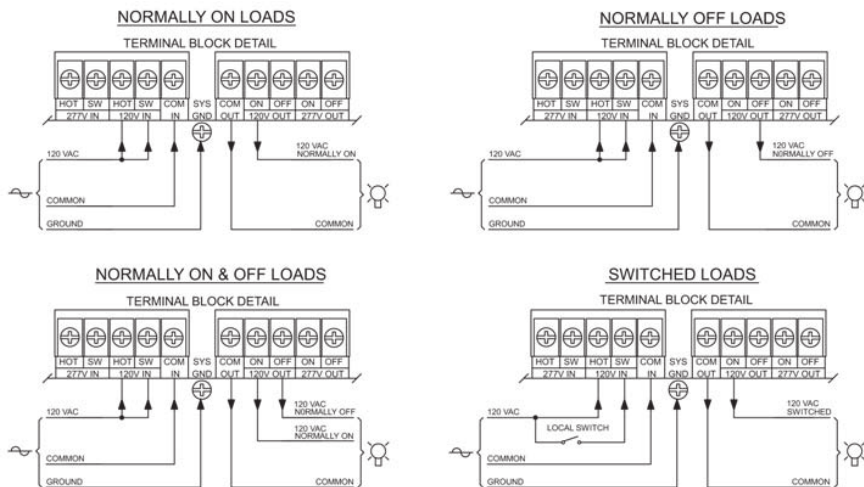 NORMALLY ON LOADS
TERMINAL BLOCK DETAIL
HOT SW HOT SW COM SYS COM ON OFF ON OFF
277V IN 120V IN IN GND OUT 120V OUT 277V OUT
120 VAC
120 VAC
NORMALLY ON
COMMON
GROUND
COMMON
NORMALLY OFF LOADS
TERMINAL BLOCK DETAIL
HOT SW HOT SW COM SYS COM ON OFF ON OFF
277V IN 120V IN IN GND OUT 120V OUT 277V OUT
120 VAC
120 VAC
NORMALLY OFF
COMMON
GROUND
COMMON
NORMALLY ON & OFF LOADS
TERMINAL BLOCK DETAIL
HOT SW HOT SW COM SYS COM ON OFF ON OFF
277V IN 120V IN IN GND OUT 120V OUT 277V OUT
120 VAC
120 VAC
NORMALLY OFF
120 VAC
NORMALLY ON
COMMON
GROUND
COMMON
SWITCHED LOADS
TERMINAL BLOCK DETAIL
HOT SW HOT SW COM SYS COM ON OFF ON OFF
277V IN 120V IN IN GND OUT 120V OUT 277V OUT
120 VAC
120 VAC
SWITCHED
LOCAL SWITCH
COMMON
GROUND
COMMON